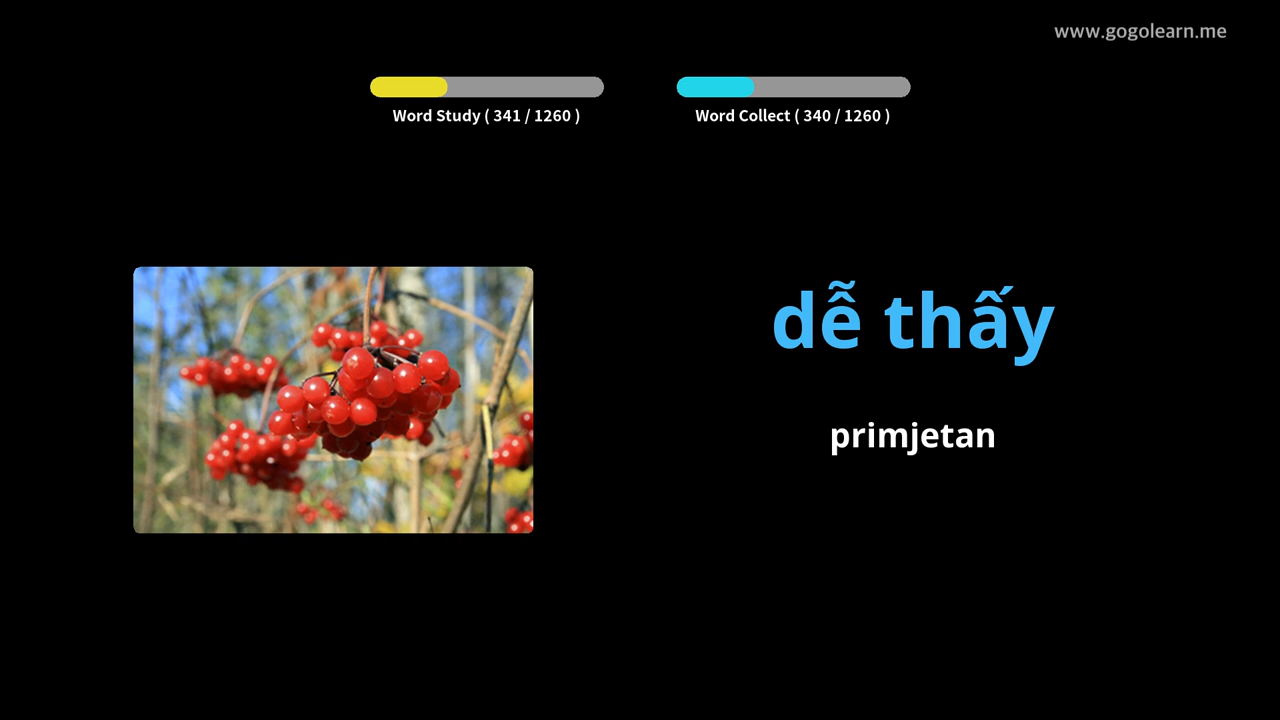 www.gogolearn.me
Word Study ( 341 / 1260 )
Word Collect ( 340 / 1260 )
dễ thấy
primjetan